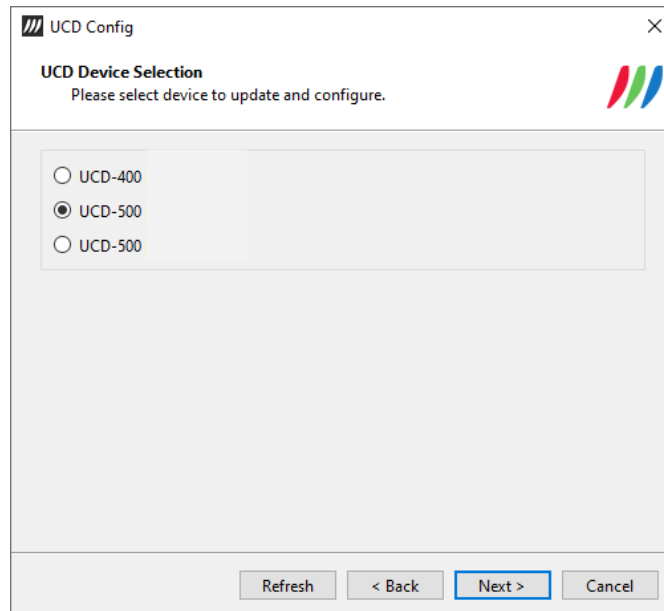 UCD Config
UCD Device Selection
Please select device to update and configure.
UCD-400
UCD-500
UCD-500
Refresh < Back Next > Cancel